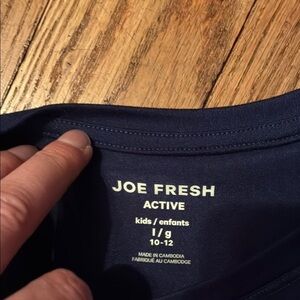 JOE FRESH
ACTIVE
kids / enfants
l/g
10-12
MADE IN CAMBODIA
FABRIQUÉ AU CAMBODGE